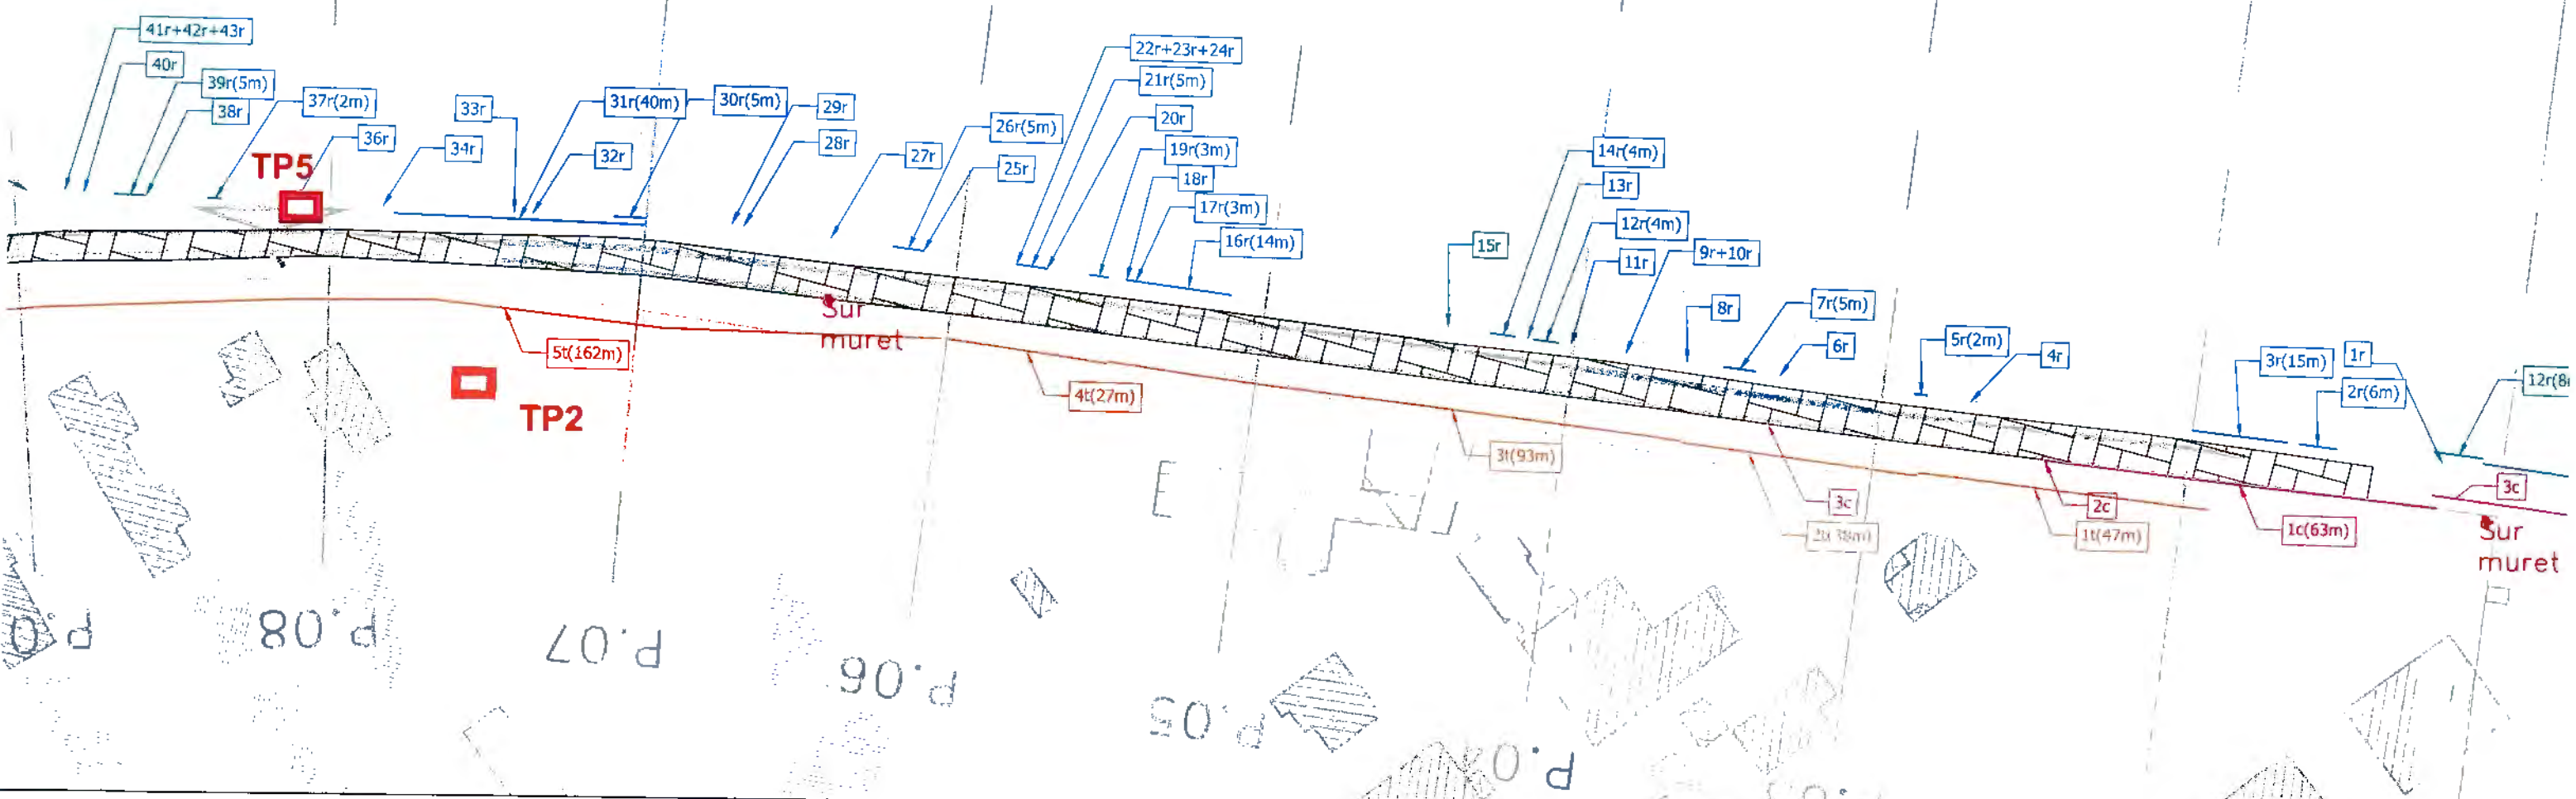 41r+42r+43r
40r
39r(5m)
38r
37r(2m)
36r
TP5
34r
33r
31r(40m)
32r
30r(5m)
29r
28r
27r
26r(5m)
25r
22r+23r+24r
21r(5m)
20r
19r(3m)
18r
17r(3m)
16r(14m)
15r
14r(4m)
13r
12r(4m)
11r
9r+10r
8r
7r(5m)
6r
5r(2m)
4r
3r(15m)
1r
2r(6m)
12r(8
Sur
muret
5t(162m)
TP2
4t(27m)
3t(93m)
3c
2c
1t(47m)
1c(63m)
3c
Sur
muret
P.0
P.08
P.07
P.06
P.05
P.0